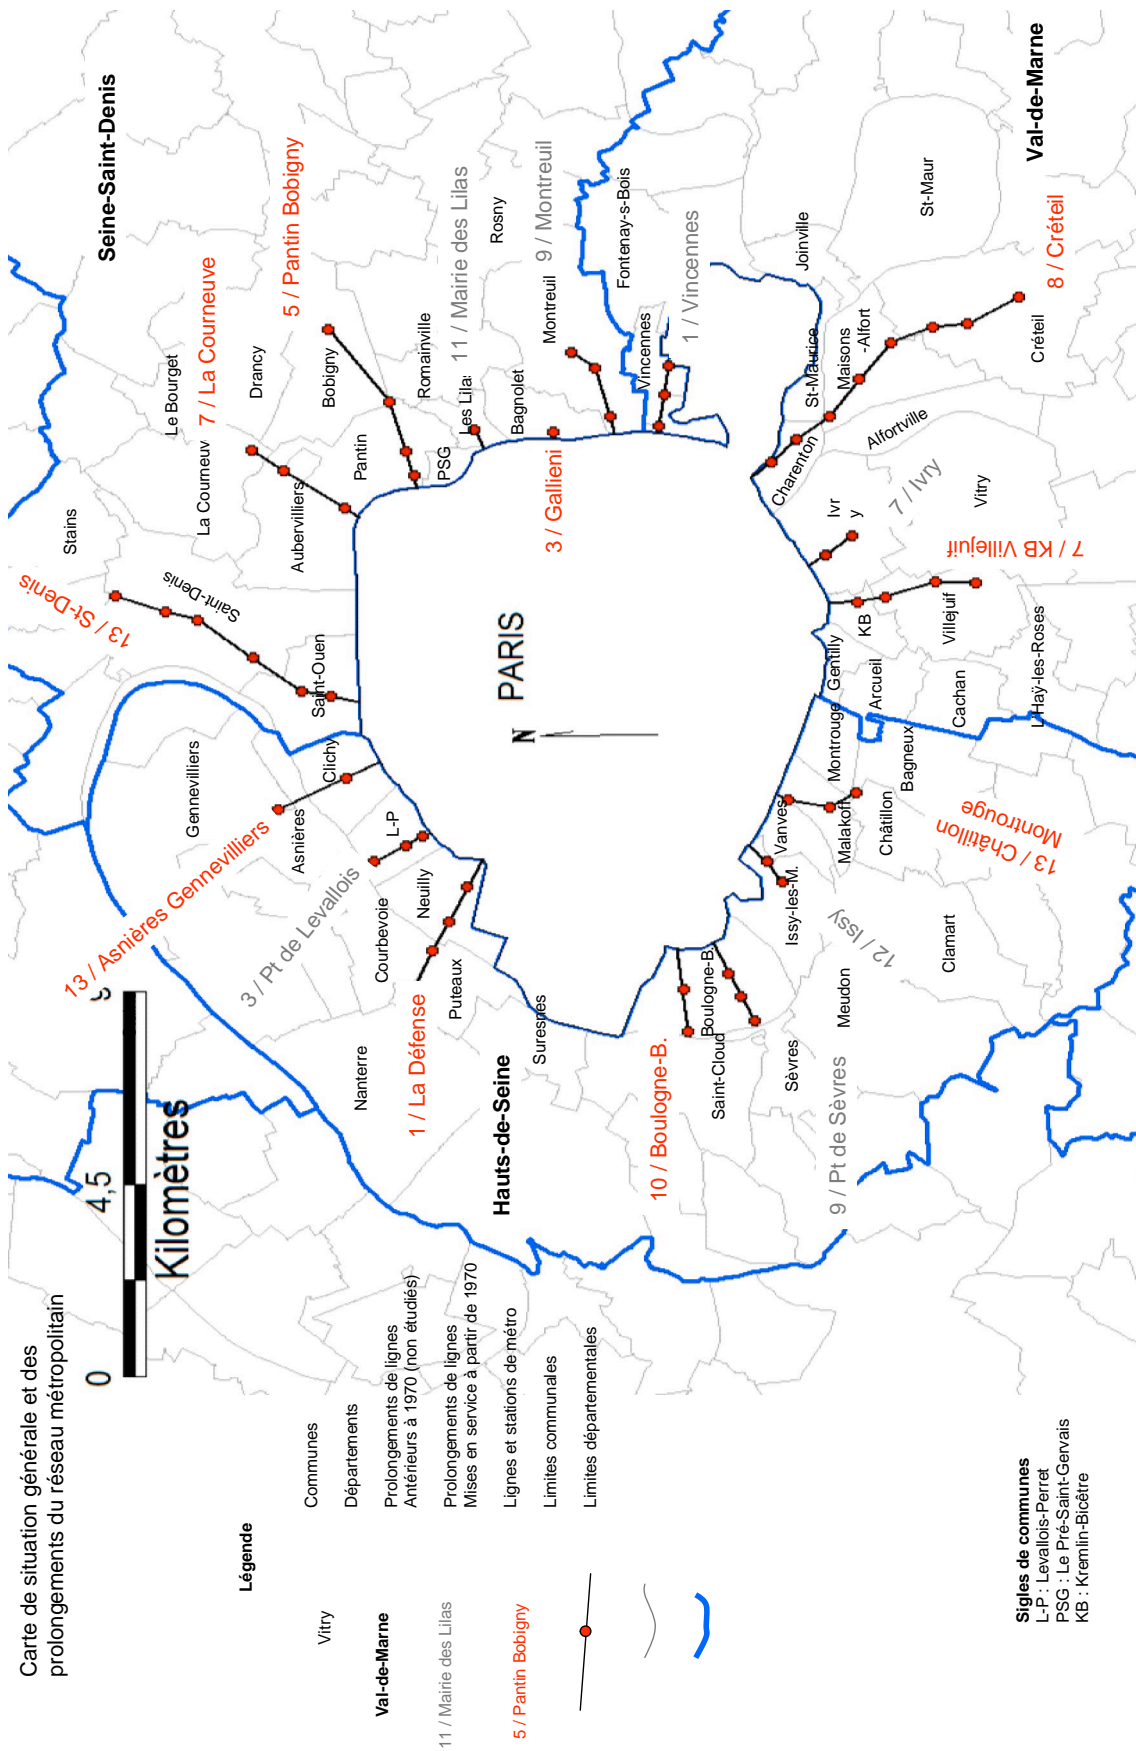 Carte de situation générale et des
prolongements du réseau métropolitain
0
4,5
9
Kilomètres
Légende
Vitry
Communes
Val-de-Marne
Départements
11 / Mairie des Lilas
Prolongements de lignes
Antérieurs à 1970 (non étudiés)
5 / Pantin Bobigny
Prolongements de lignes
Mises en service à partir de 1970
Lignes et stations de métro
Limites communales
Limites départementales
Sigles de communes
L-P : Levallois-Perret
PSG : Le Pré-Saint-Gervais
KB : Kremlin-Bicêtre
Seine-Saint-Denis
Stains
13 / St-Denis
Saint-Denis
Saint-Ouen
Le Bourget
7 / La Courneuve
La Courneuv
Drancy
Aubervilliers
5 / Pantin Bobigny
Bobigny
Pantin
Romainville
PSG
11 / Mairie des Lilas
Les Lila
Rosny
Bagnolet
9 / Montreuil
Montreuil
3 / Gallieni
Fontenay-s-Bois
Vincennes
1 / Vincennes
PARIS
N
Gennevilliers
Clichy
Asnières
13 / Asnières Gennevilliers
L-P
3 / Pt de Levallois
Neuilly
Courbevoie
Puteaux
1 / La Défense
Nanterre
Suresnes
Hauts-de-Seine
10 / Boulogne-B.
Boulogne-B.
Saint-Cloud
Sèvres
9 / Pt de Sèvres
Meudon
Issy-les-M.
12 / Issy
Vanves
Malakoff
Montrouge
Châtillon
Bagneux
13 / Châtillon
Montrouge
Clamart
Gentilly
Arcueil
Cachan
L'Haÿ-les-Roses
KB
Villejuif
7 / KB Villejuif
Ivr
y
7 / Ivry
Vitry
Charenton
Alfortville
St-Maurice
Maisons
-Alfort
Joinville
St-Maur
8 / Créteil
Créteil
Val-de-Marne